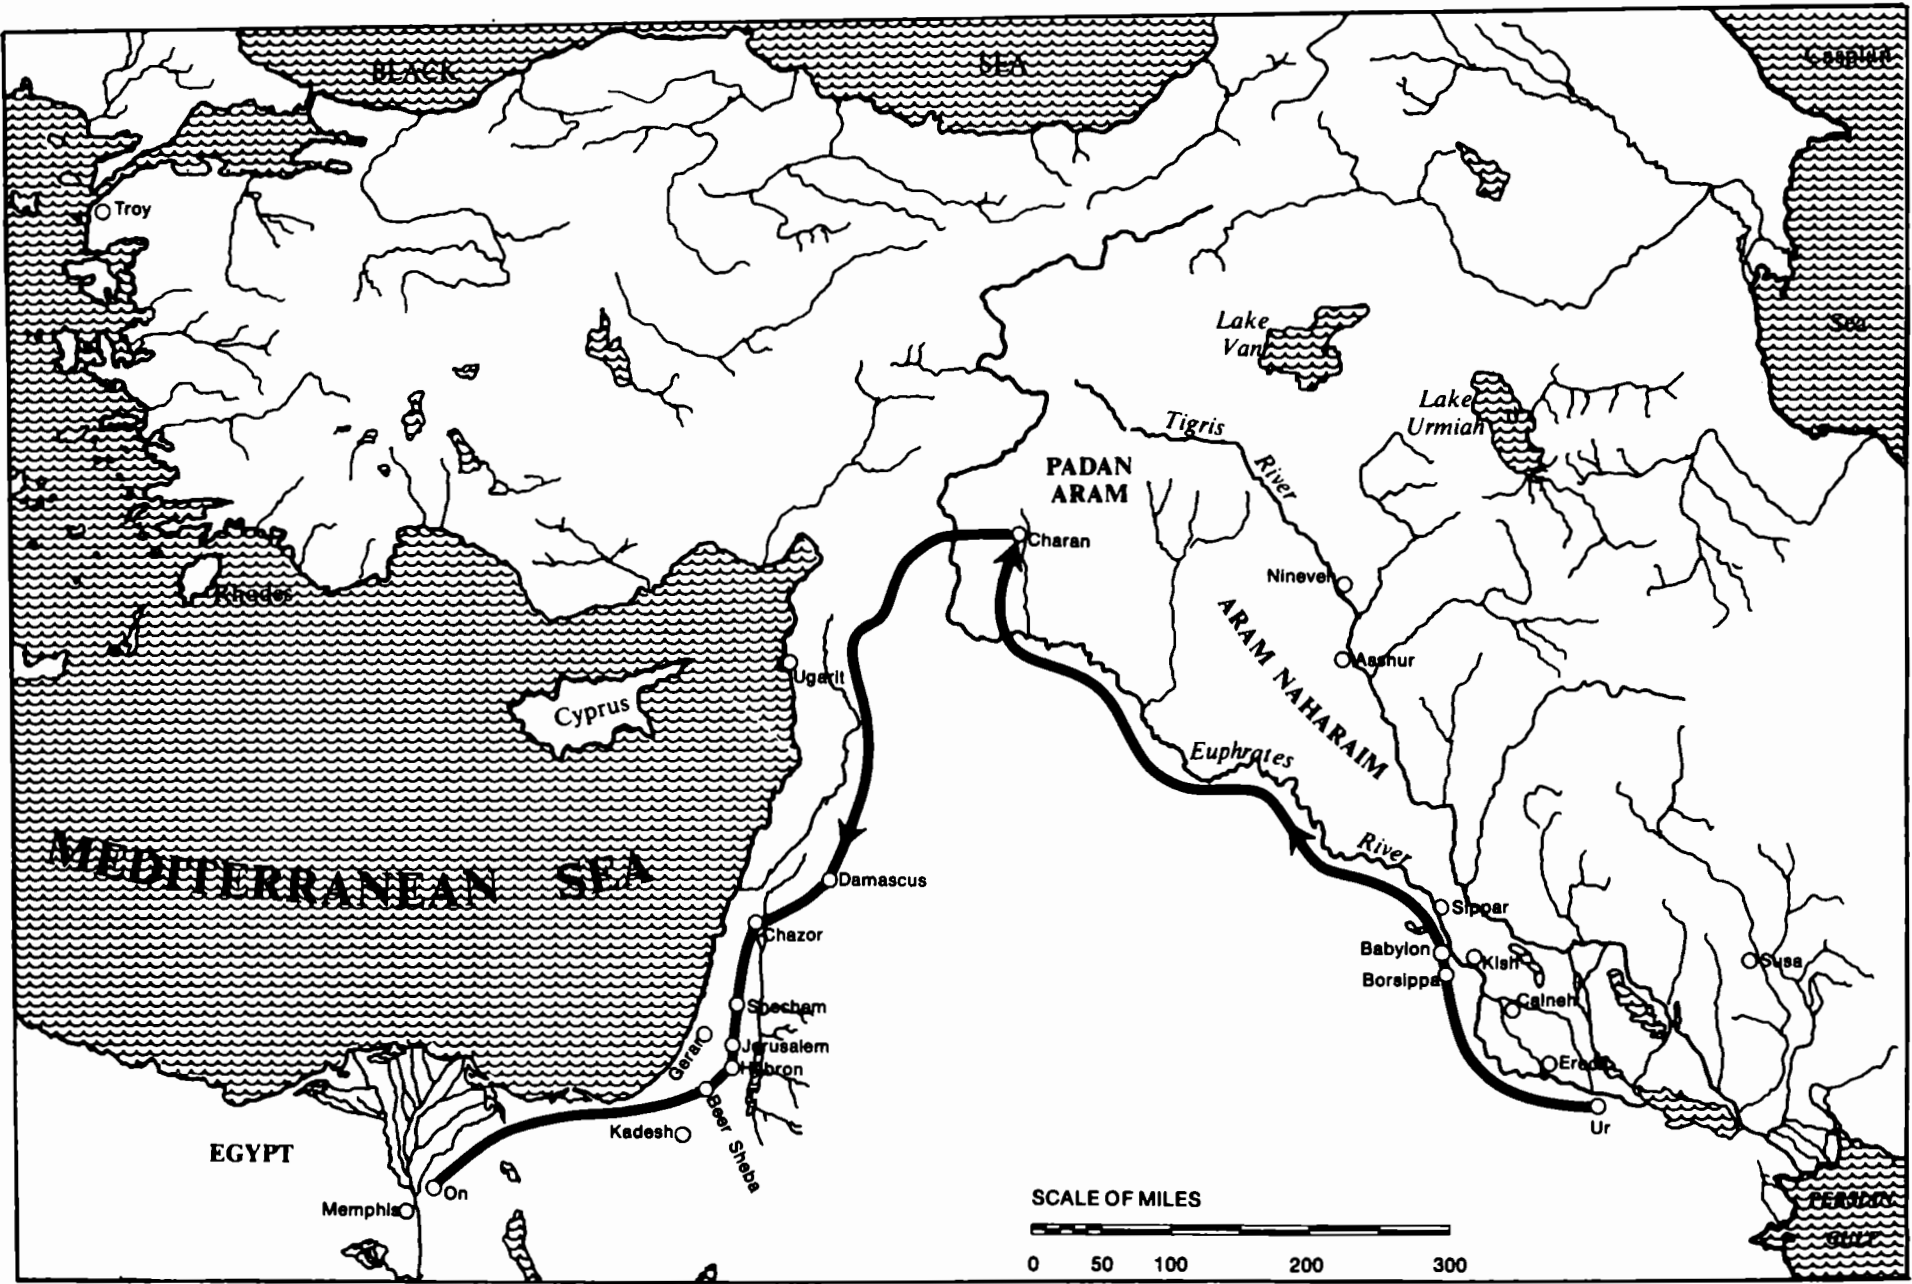 BLACK
SEA
Caspian
Troy
Lake
Van
Sea
Lake
Urmiah
Tigris
River
PADAN
ARAM
Charan
Nineveh
Rhodes
ARAM NAHARAIM
Aashur
Ugarit
Cyprus
Euphrates
MEDITERRANEAN SEA
River
Damascus
Sippar
Chazor
Babylon
Kish
Susa
Borsippa
Calneh
Shecham
Gerar
Jerusalem
Hebron
Erech
Beer Sheba
Ur
Kadesh
EGYPT
On
Memphis
SCALE OF MILES
0 50 100 200 300
PERSIAN
GULF